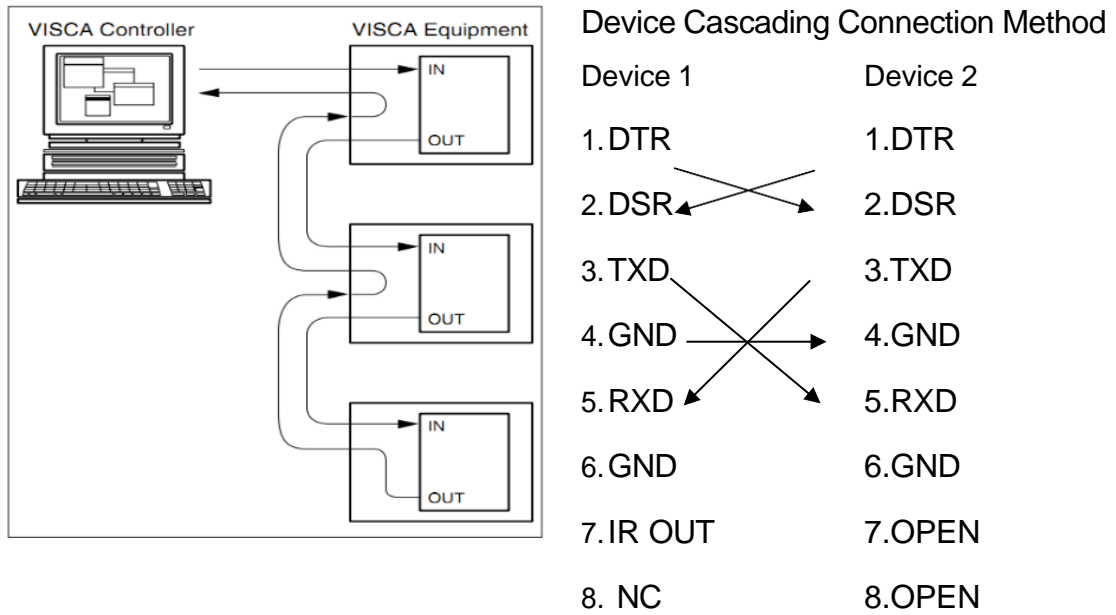 VISCA Controller
VISCA Equipment
IN
OUT
IN
OUT
IN
OUT
Device Cascading Connection Method
Device 1 Device 2
1. DTR 1.DTR
2. DSR 2.DSR
3. TXD 3.TXD
4. GND 4.GND
5. RXD 5.RXD
6. GND 6.GND
7. IR OUT 7.OPEN
8. NC 8.OPEN